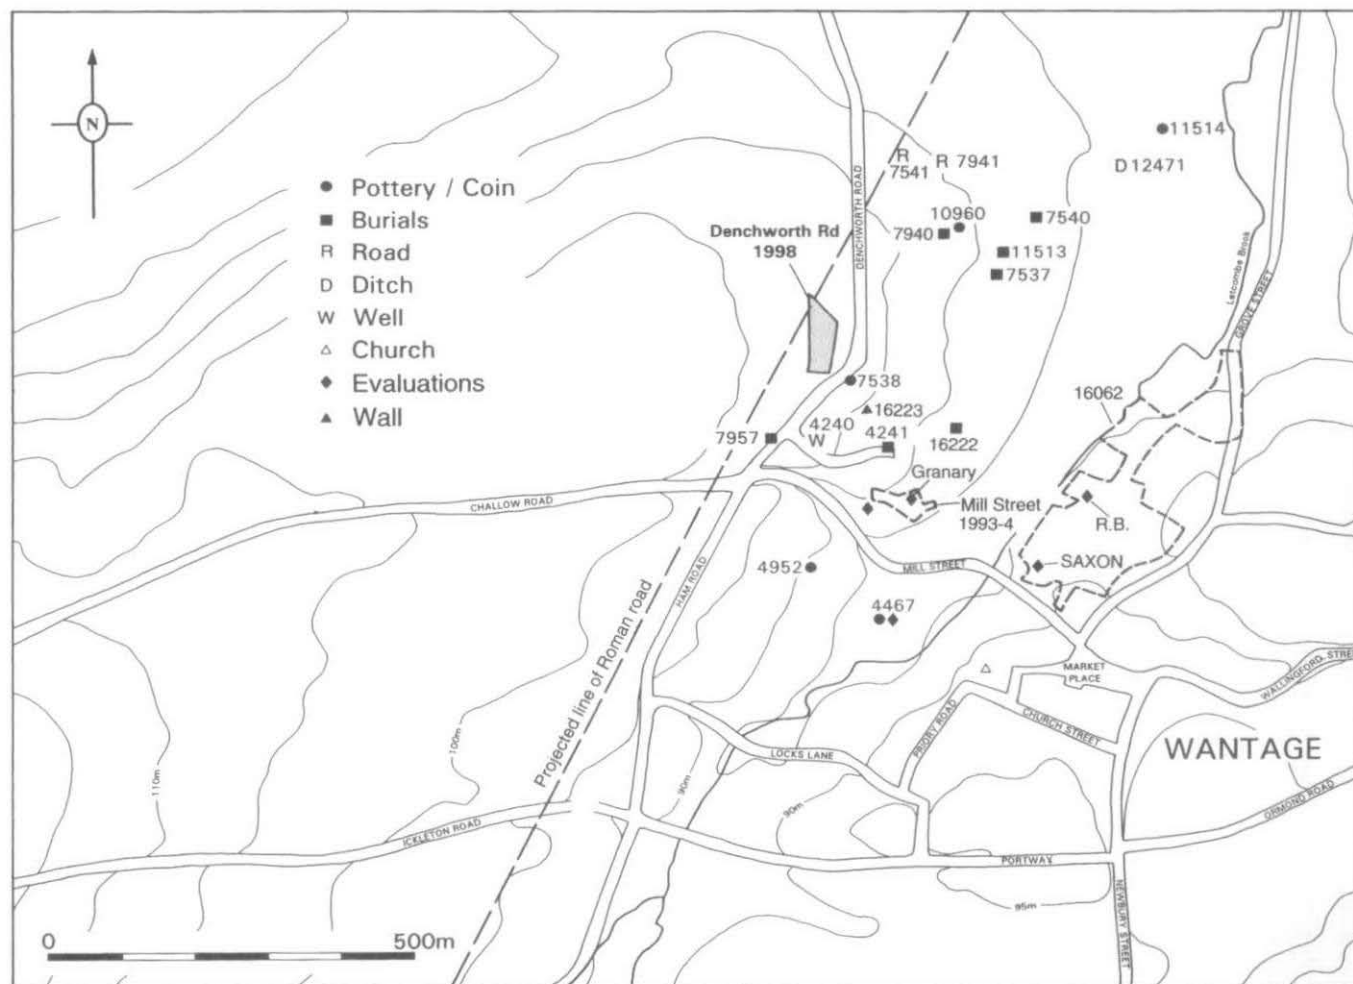 N
Pottery / Coin
Burials
R Road
D Ditch
W Well
Church
Evaluations
Wall
Denchworth Rd
1998
DENCHWORTH ROAD
R
7541
R 7941
11514
D 12471
10960
7940
7540
11513
7537
Letcombe Brook
GROVE STREET
7538
16223
4240
W
4241
7957
16222
16062
Granary
Mill Street
1993-4
R.B.
SAXON
CHALLOW ROAD
HAM ROAD
MILL STREET
4952
4467
Projected line of Roman road
MARKET
PLACE
WALLINGFORD STREE
PRIORY ROAD
CHURCH STREET
LOCKS LANE
WANTAGE
ORMOND ROAD
100m
110m
90m
90m
ICKLETON ROAD
PORTWAY
95m
NEWBURY STREET
0 500m